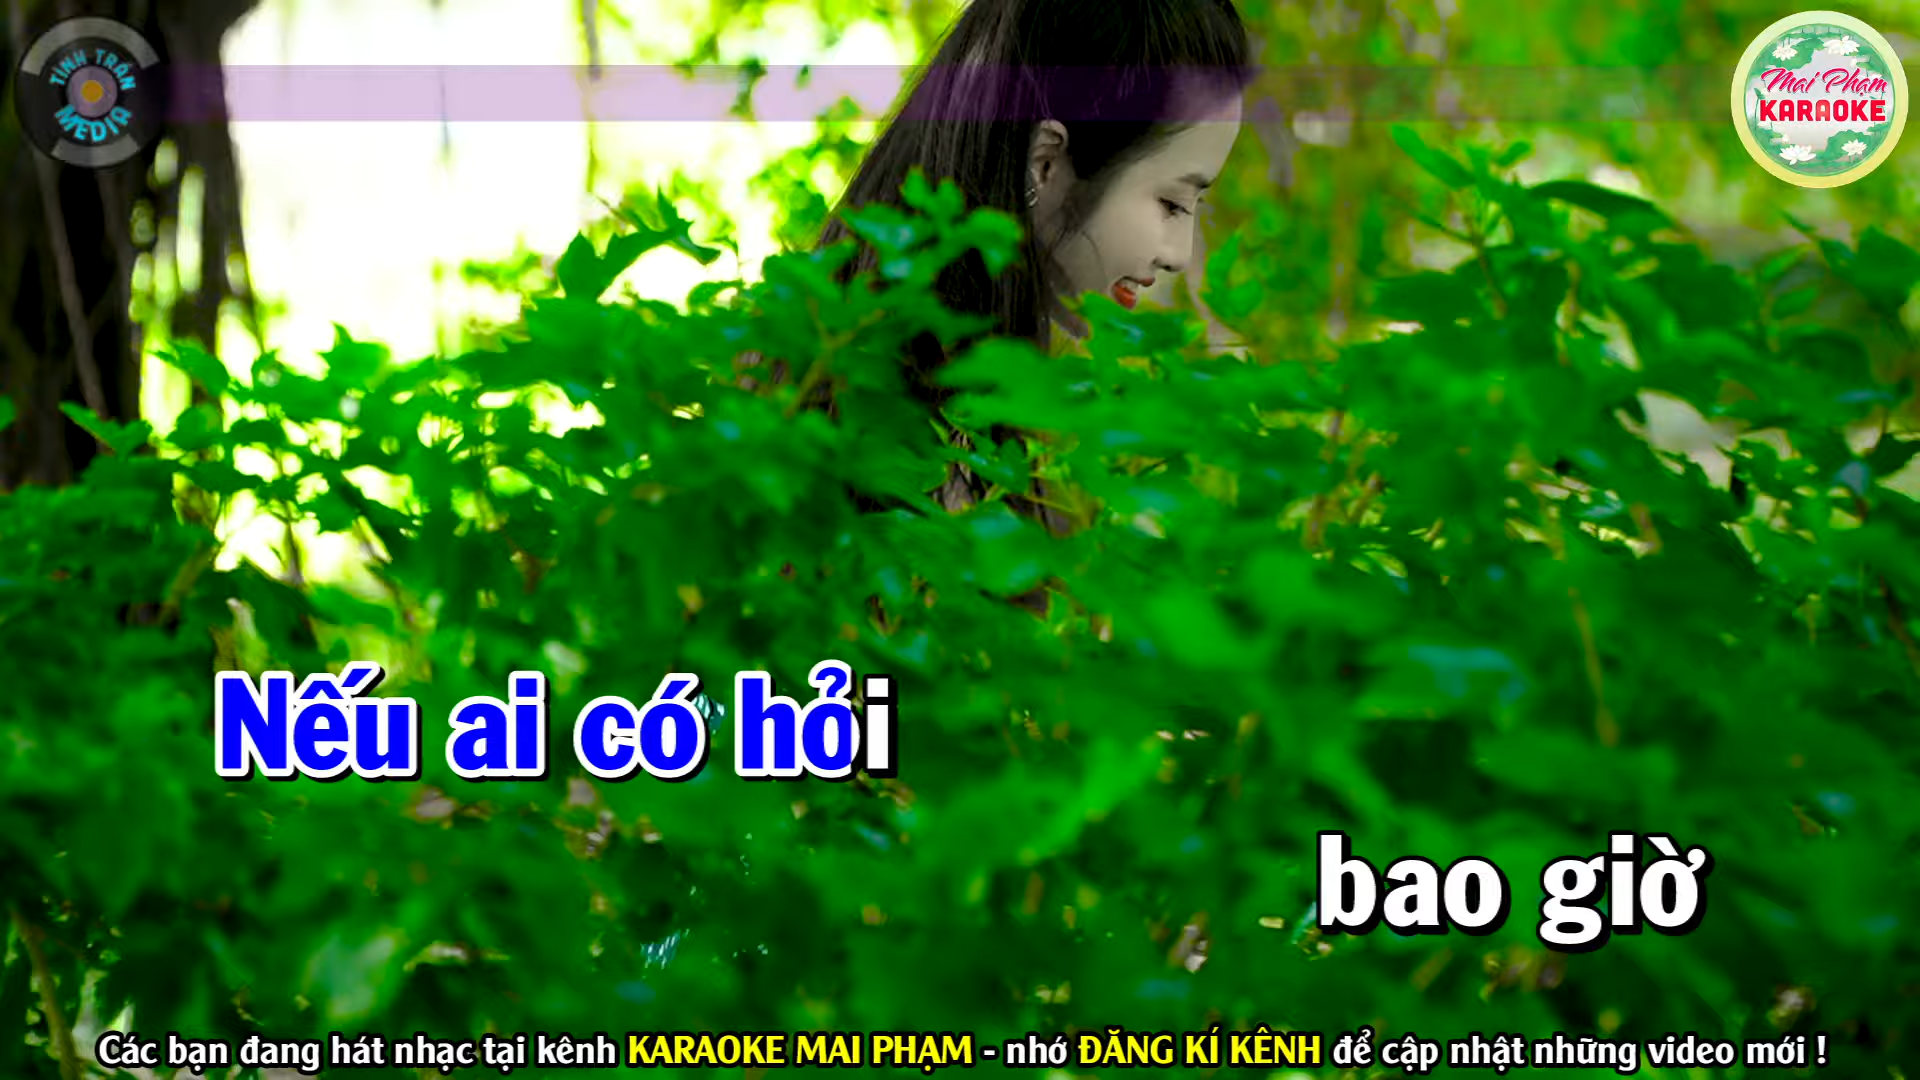 TÌNH TRẦN
MEDIA
Mai Phạm
KARAOKE
Nếu ai có hỏi
bao giờ
Các bạn đang hát nhạc tại kênh KARAOKE MAI PHẠM - nhớ ĐĂNG KÍ KÊNH để cập nhật những video mới !